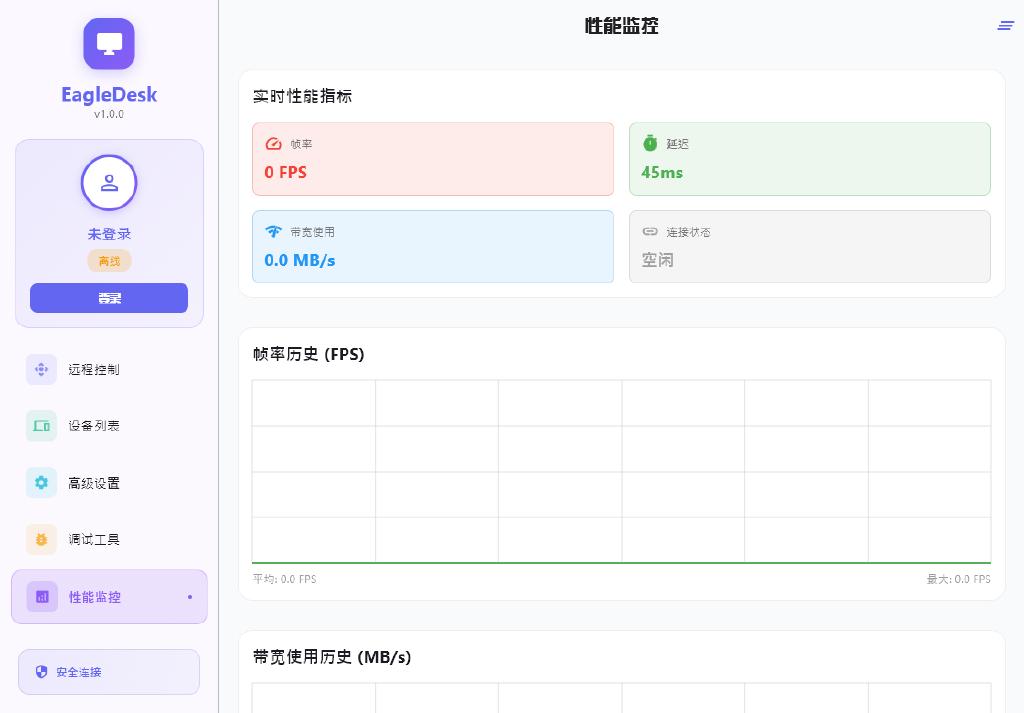 EagleDesk
v1.0.0
未登录
离线
登录
远程控制
设备列表
高级设置
调试工具
性能监控
安全连接
性能监控
实时性能指标
帧率
0 FPS
延迟
45ms
带宽使用
0.0 MB/s
连接状态
空闲
帧率历史 (FPS)
平均: 0.0 FPS
最大: 0.0 FPS
带宽使用历史 (MB/s)